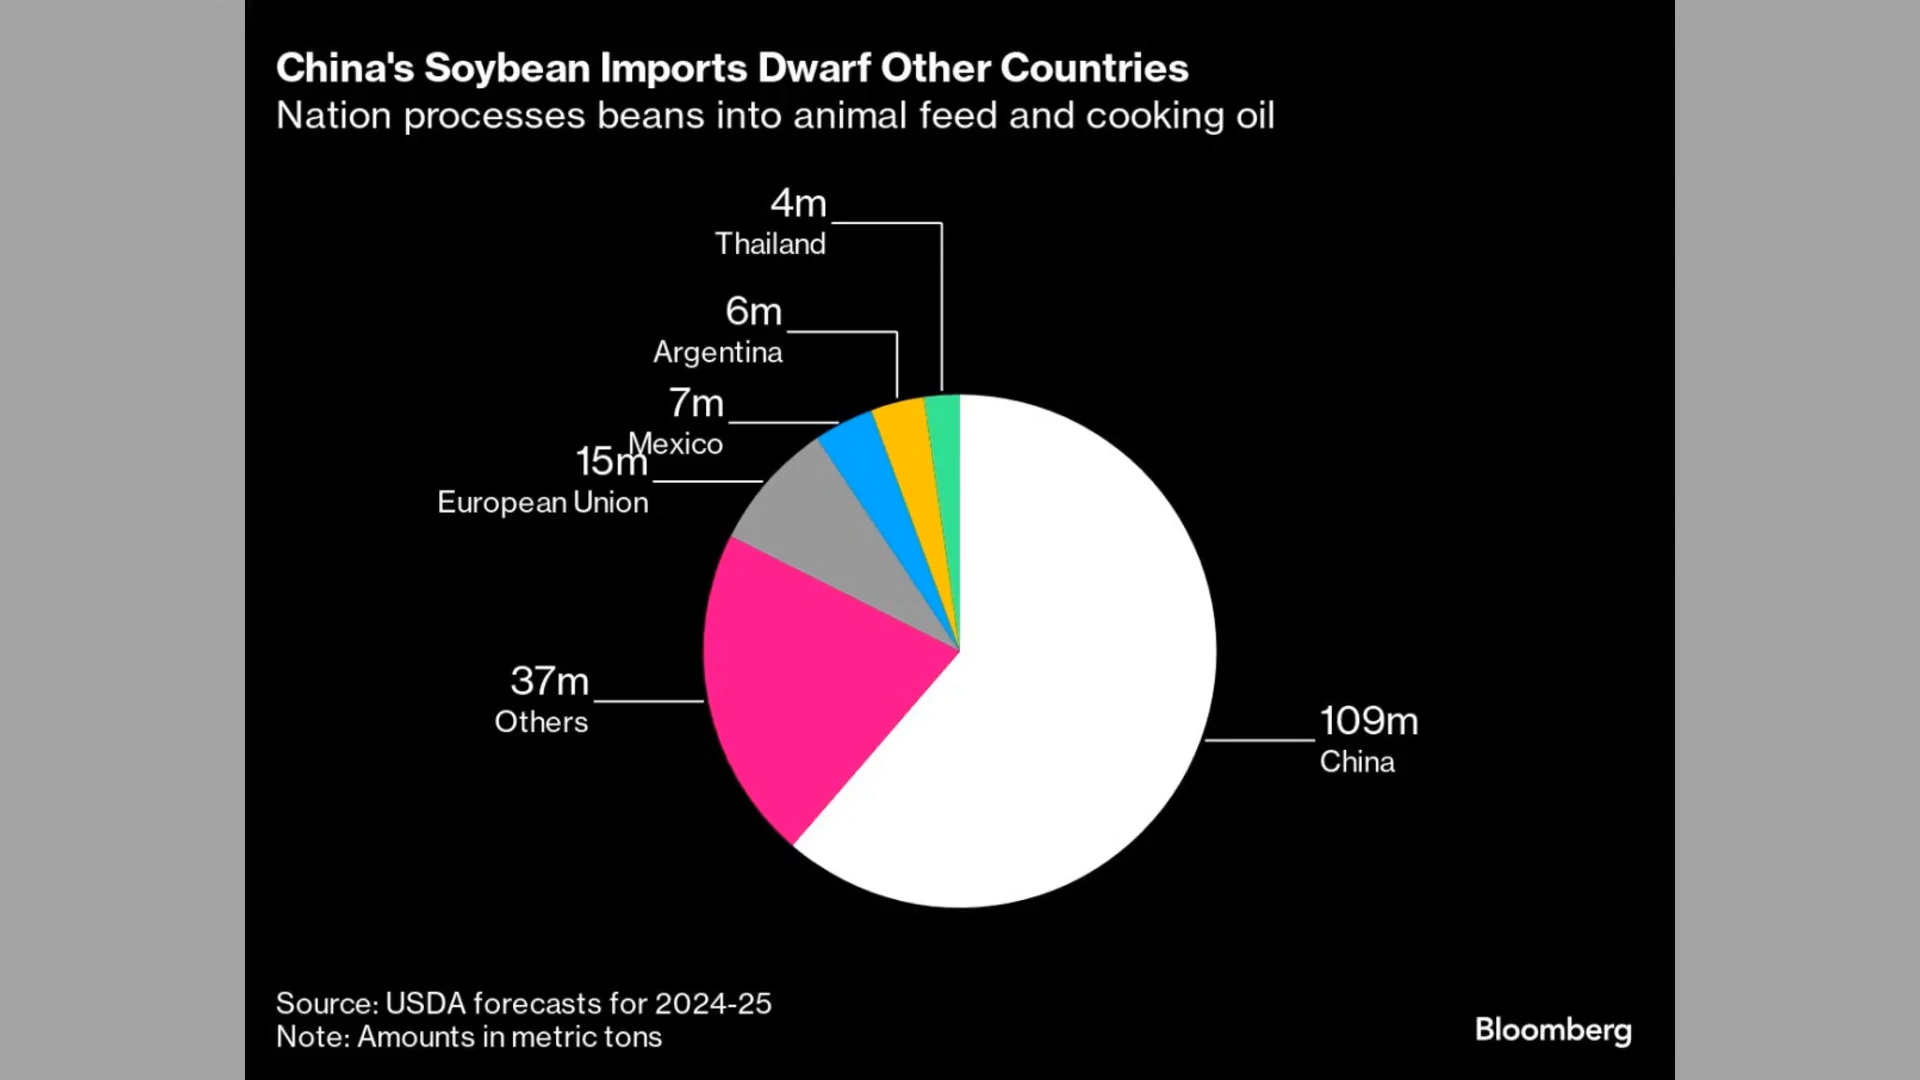 China's Soybean Imports Dwarf Other Countries
Nation processes beans into animal feed and cooking oil
4m
Thailand
6m
Argentina
7m
Mexico
15m
European Union
37m
Others
109m
China
Source: USDA forecasts for 2024-25
Note: Amounts in metric tons
Bloomberg